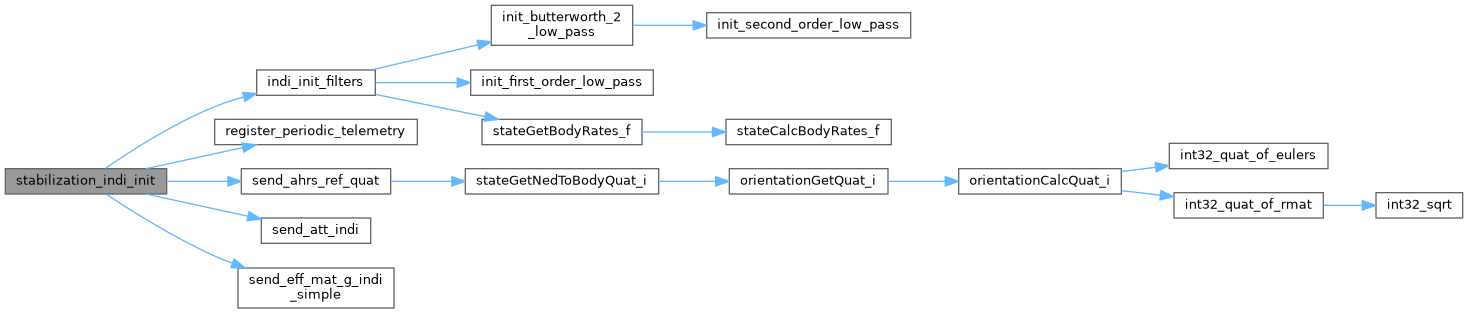 init_butterworth_2
_low_pass
init_second_order_low_pass
indi_init_filters
init_first_order_low_pass
register_periodic_telemetry
stateGetBodyRates_f
stateCalcBodyRates_f
int32_quat_of_eulers
stabilization_indi_init
send_ahrs_ref_quat
stateGetNedToBodyQuat_i
orientationGetQuat_i
orientationCalcQuat_i
int32_quat_of_rmat
int32_sqrt
send_att_indi
send_eff_mat_g_indi
_simple